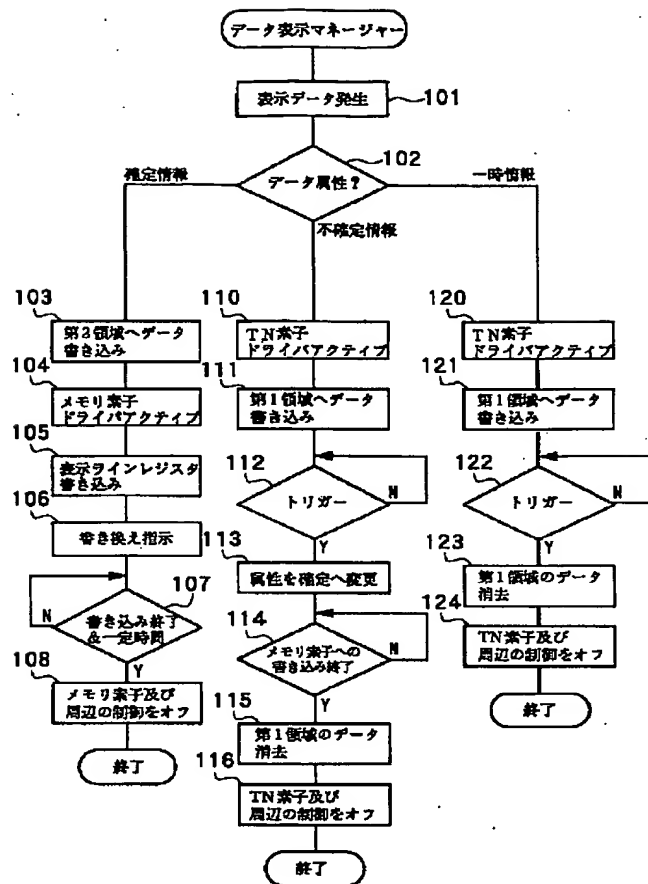 データ表示マネージャー
表示データ発生
101
102
データ属性?
確定情報
不確定情報
一時情報
103
第2領域へデータ
書き込み
104
メモリ素子
ドライバアクティブ
105
表示ラインレジスタ
書き込み
106
書き換え指示
107
N
書き込み終了
&一定時間
Y
108
メモリ素子及び
周辺の制御をオフ
終了
110
TN素子
ドライバアクティブ
111
第1領域へデータ
書き込み
112
トリガー
N
Y
113
属性を確定へ変更
114
メモリ素子への
書き込み終了
N
Y
115
第1領域のデータ
消去
116
TN素子及び
周辺の制御をオフ
終了
120
TN素子
ドライバアクティブ
121
第1領域へデータ
書き込み
122
トリガー
N
Y
123
第1領域のデータ
消去
124
TN素子及び
周辺の制御をオフ
終了